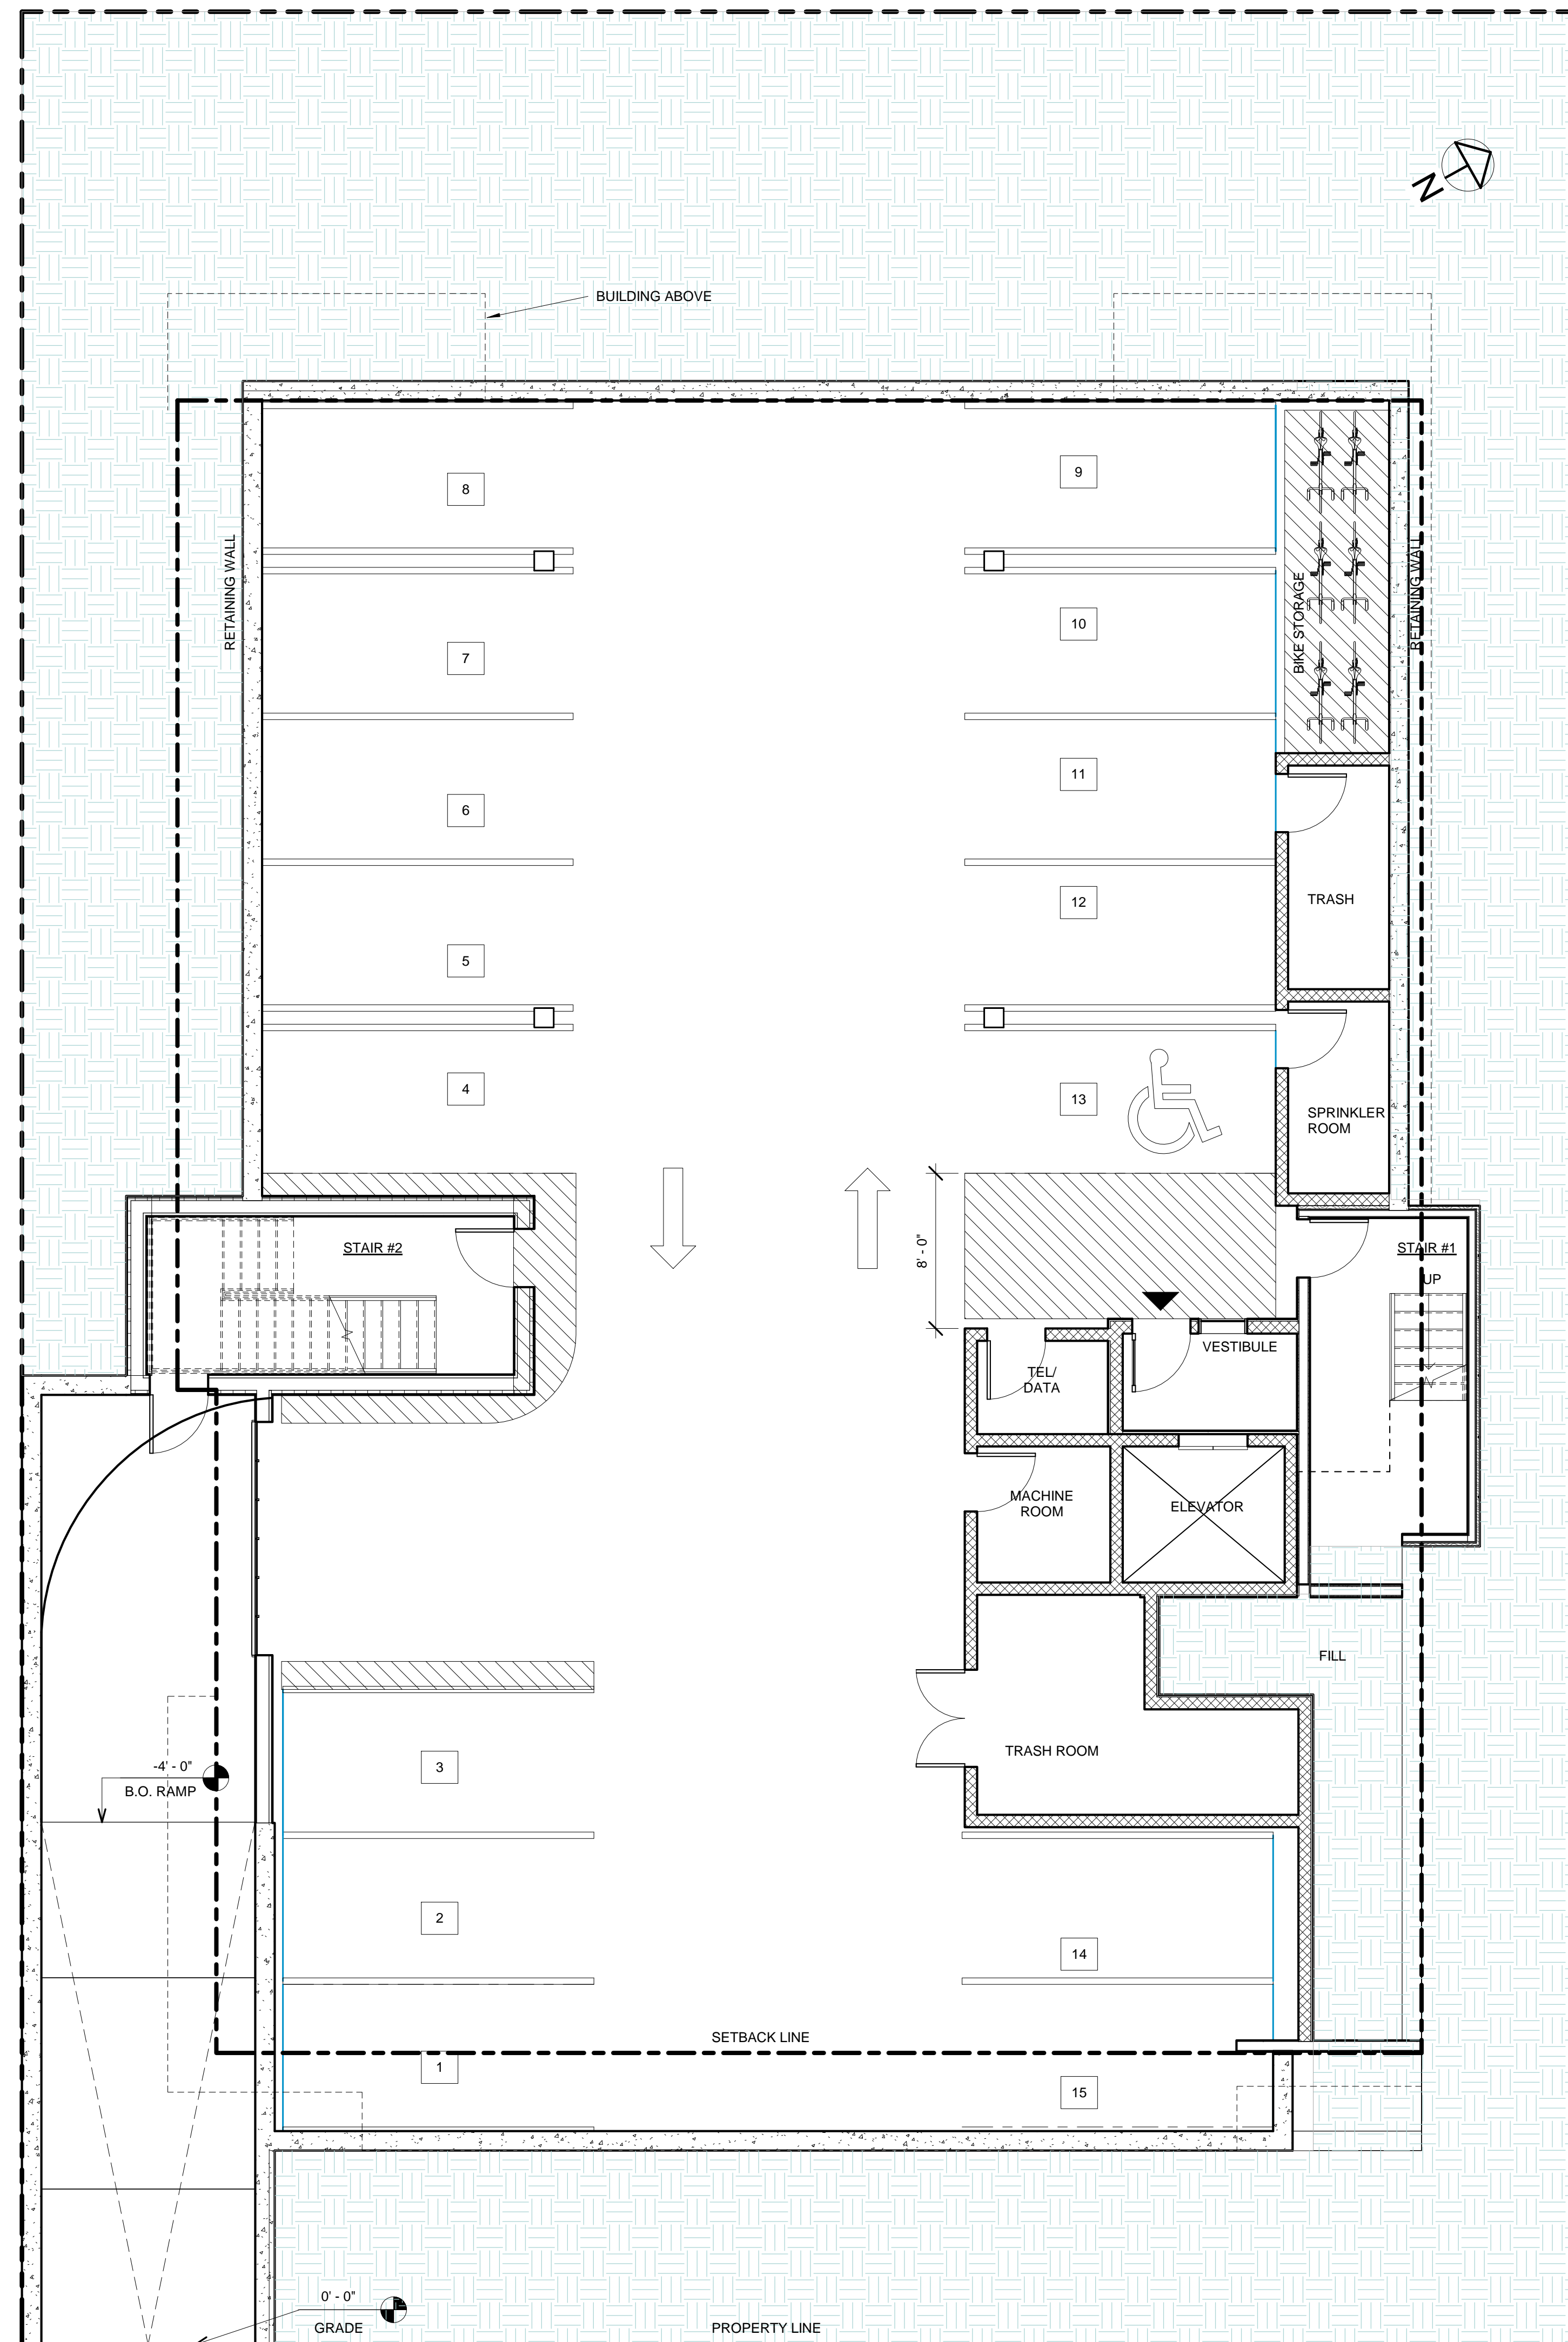 N
BUILDING ABOVE
8
9
RETAINING WALL
BIKE STORAGE
RETAINING WALL
7
10
6
11
5
12
TRASH
4
13
SPRINKLER
ROOM
STAIR #2
8' - 0"
STAIR #1
UP
VESTIBULE
TEL/
DATA
MACHINE
ROOM
ELEVATOR
FILL
TRASH ROOM
3
-4' - 0"
B.O. RAMP
2
14
SETBACK LINE
1
15
0' - 0"
GRADE
PROPERTY LINE